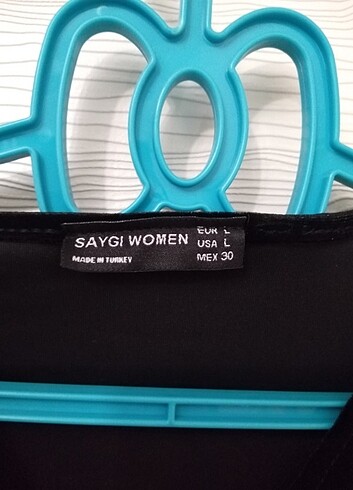 SAYGI WOMEN
MADE IN TURKEY
EUR L
USA L
MEX 30